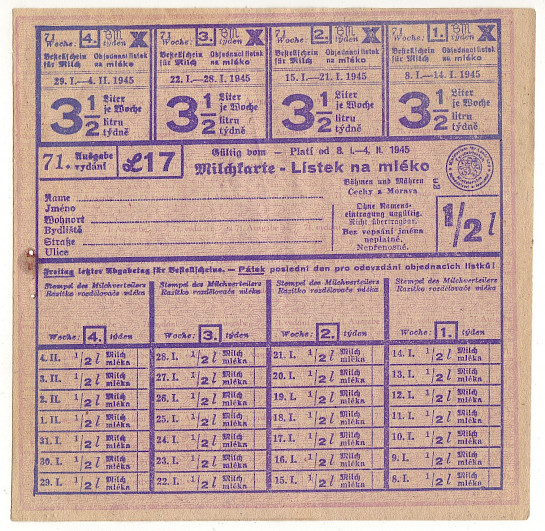 71 Woche: 4. BM týden X
Bestellschein Objednací lístek
für Milch na mléko
29. I.—4. II. 1945
3 1/2 Liter je Woche
litru týdně
71 Woche: 3. BM týden X
Bestellschein Objednací lístek
für Milch na mléko
22. I.—28. I. 1945
3 1/2 Liter je Woche
litru týdně
71 Woche: 2. BM týden X
Bestellschein Objednací lístek
für Milch na mléko
15. I.—21. I. 1945
3 1/2 Liter je Woche
litru týdně
71 Woche: 1. BM týden X
Bestellschein Objednací lístek
für Milch na mléko
8. I.—14. I. 1945
3 1/2 Liter je Woche
litru týdně
71. Ausgabe
vydání
L17
Gültig vom — Platí od 8. I.—4. II. 1945
Milchkarte - Lístek na mléko
Name
Jméno
Wohnort
Bydliště
Straße
Ulice
Böhmen und Mähren
Čechy a Morava
Ohne Namens-
eintragung ungültig.
Nicht übertragbar.
Bez vepsání jména
neplatné.
Nepřenosné.
1/2 l
Freitag letzter Abgabetag für Bestellscheine. — Pátek poslední den pro odevzdání objednacích lístků!
Stempel des Milchverteilers
Razítko rozdělovače mléka
Woche: 4. týden
Stempel des Milchverteilers
Razítko rozdělovače mléka
Woche: 3. týden
Stempel des Milchverteilers
Razítko rozdělovače mléka
Woche: 2. týden
Stempel des Milchverteilers
Razítko rozdělovače mléka
Woche: 1. týden
4. II. 1/2 l Milch mléka 28. I. 1/2 l Milch mléka 21. I. 1/2 l Milch mléka 14. I. 1/2 l Milch mléka
3. II. 1/2 l Milch mléka 27. I. 1/2 l Milch mléka 20. I. 1/2 l Milch mléka 13. I. 1/2 l Milch mléka
2. II. 1/2 l Milch mléka 26. I. 1/2 l Milch mléka 19. I. 1/2 l Milch mléka 12. I. 1/2 l Milch mléka
1. II. 1/2 l Milch mléka 25. I. 1/2 l Milch mléka 18. I. 1/2 l Milch mléka 11. I. 1/2 l Milch mléka
31. I. 1/2 l Milch mléka 24. I. 1/2 l Milch mléka 17. I. 1/2 l Milch mléka 10. I. 1/2 l Milch mléka
30. I. 1/2 l Milch mléka 23. I. 1/2 l Milch mléka 16. I. 1/2 l Milch mléka 9. I. 1/2 l Milch mléka
29. I. 1/2 l Milch mléka 22. I. 1/2 l Milch mléka 15. I. 1/2 l Milch mléka 8. I. 1/2 l Milch mléka